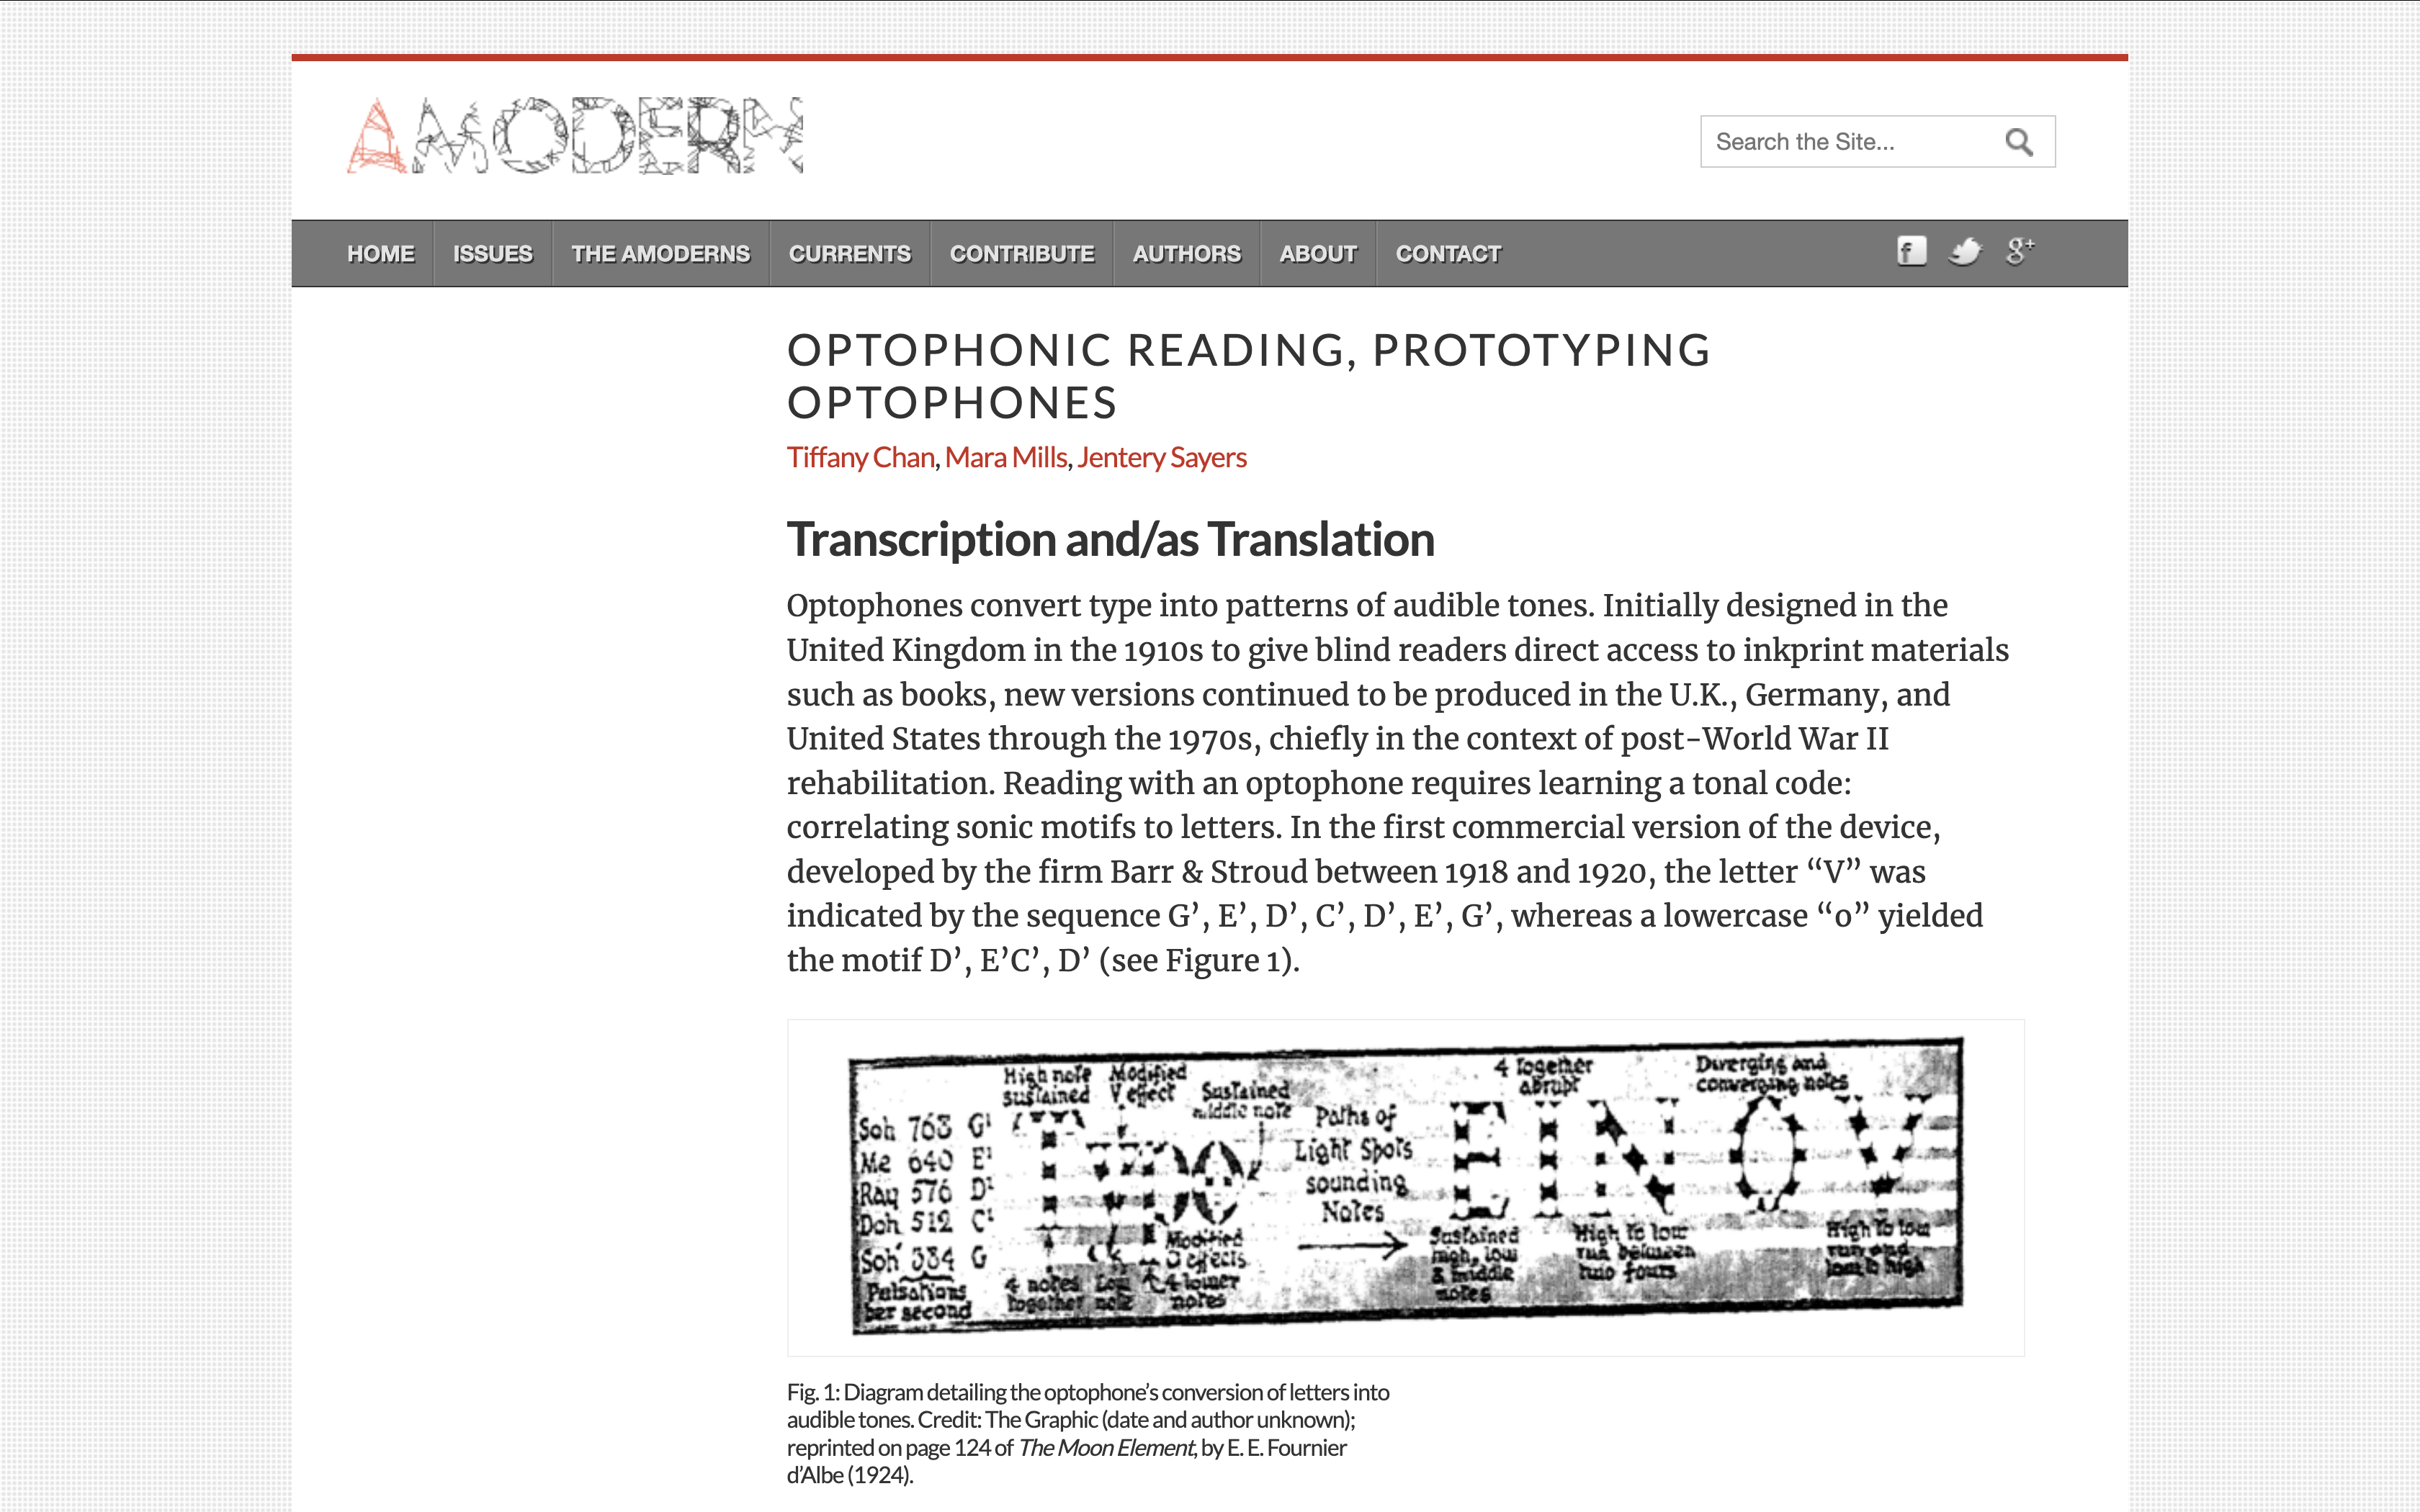 AMODERN
Search the Site...
HOME ISSUES THE AMODERNS CURRENTS CONTRIBUTE AUTHORS ABOUT CONTACT
f g+
OPTOPHONIC READING, PROTOTYPING
OPTOPHONES
Tiffany Chan, Mara Mills, Jentery Sayers
Transcription and/as Translation
Optophones convert type into patterns of audible tones. Initially designed in the
United Kingdom in the 1910s to give blind readers direct access to inkprint materials
such as books, new versions continued to be produced in the U.K., Germany, and
United States through the 1970s, chiefly in the context of post-World War II
rehabilitation. Reading with an optophone requires learning a tonal code:
correlating sonic motifs to letters. In the first commercial version of the device,
developed by the firm Barr & Stroud between 1918 and 1920, the letter “V” was
indicated by the sequence G’, E’, D’, C’, D’, E’, G’, whereas a lowercase “o” yielded
the motif D’, E’C’, D’ (see Figure 1).
High note
sustained
Modified
V effect
Sustained
middle note
4 Together
abrupt
Diverging and
converging notes
Soh 768 G¹
Me 640 E¹
Ray 576 D¹
Doh 512 C¹
Soh' 384 G
Pulsations
per second
Paths of
Light Spots
sounding
Notes
E I N O V
4 notes
together
Low
note
4 lower
notes
Modified
effects
Sustained
high, low
& middle
notes
High to low
run between
two fours
High to low
run and
low to high
Fig. 1: Diagram detailing the optophone’s conversion of letters into
audible tones. Credit: The Graphic (date and author unknown);
reprinted on page 124 of The Moon Element, by E. E. Fournier
d’Albe (1924).